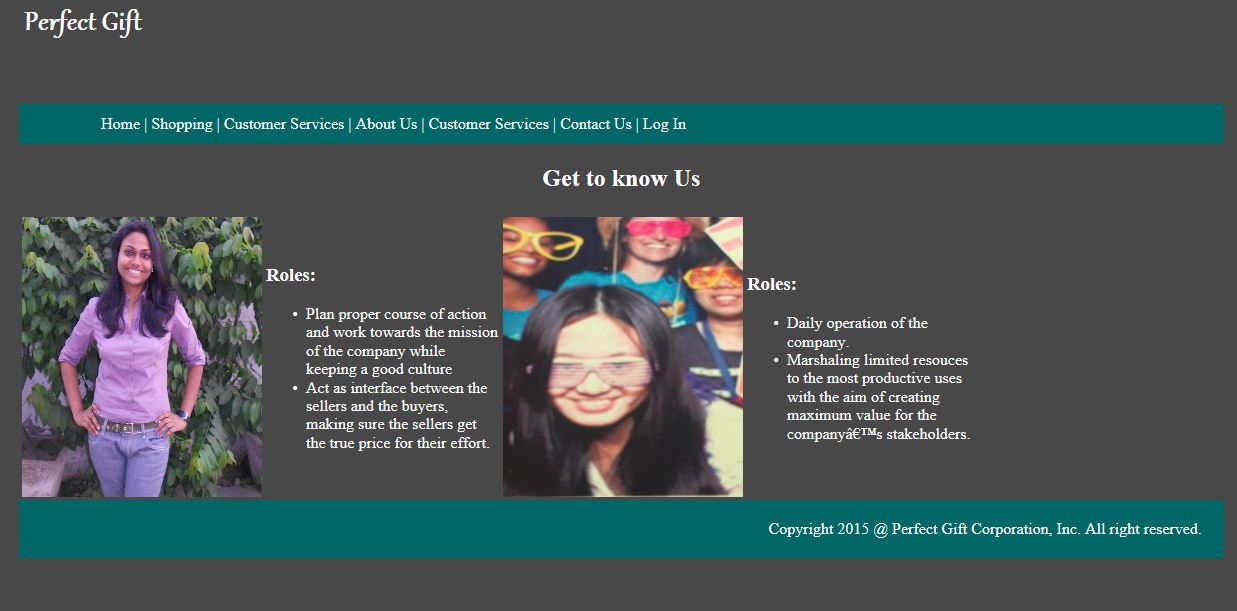 Perfect Gift
Home | Shopping | Customer Services | About Us | Customer Services | Contact Us | Log In
Get to know Us
Roles:
• Plan proper course of action
and work towards the mission
of the company while
keeping a good culture
• Act as interface between the
sellers and the buyers,
making sure the sellers get
the true price for their effort.
Roles:
• Daily operation of the
company.
• Marshaling limited resouces
to the most productive uses
with the aim of creating
maximum value for the
companyâ€™s stakeholders.
Copyright 2015 @ Perfect Gift Corporation, Inc. All right reserved.